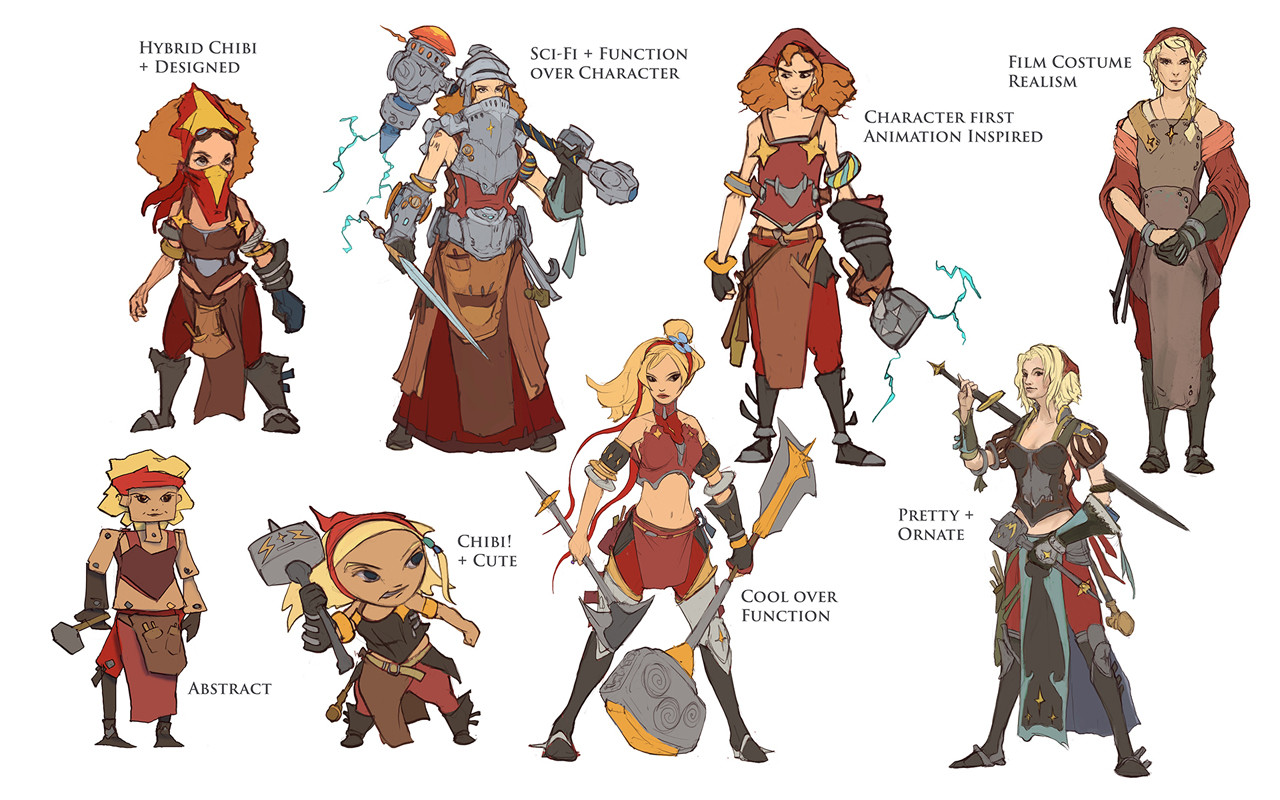 HYBRID CHIBI
+ DESIGNED
SCI-FI + FUNCTION
OVER CHARACTER
CHARACTER FIRST
ANIMATION INSPIRED
FILM COSTUME
REALISM
ABSTRACT
CHIBI!
+ CUTE
COOL OVER
FUNCTION
PRETTY +
ORNATE